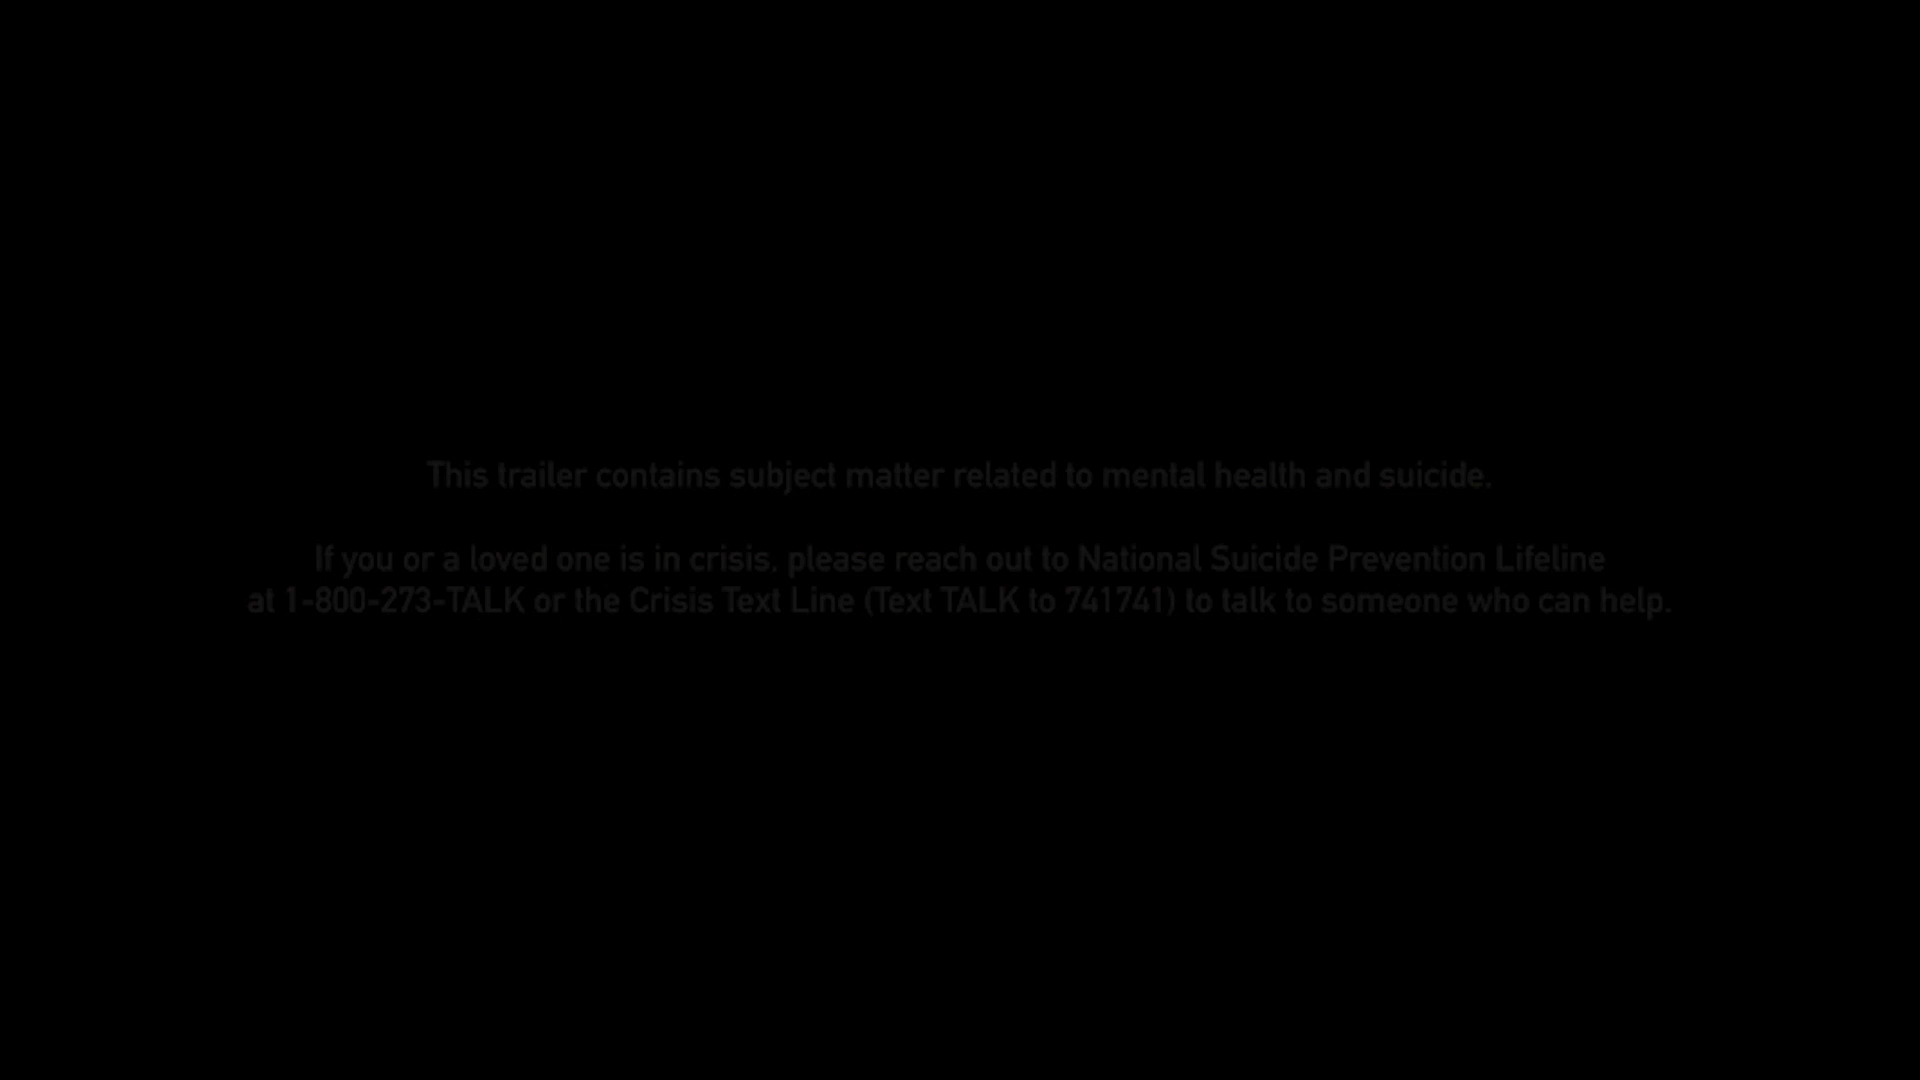 This trailer contains subject matter related to mental health and suicide.
If you or a loved one is in crisis, please reach out to National Suicide Prevention Lifeline
at 1-800-273-TALK or the Crisis Text Line (Text TALK to 741741) to talk to someone who can help.